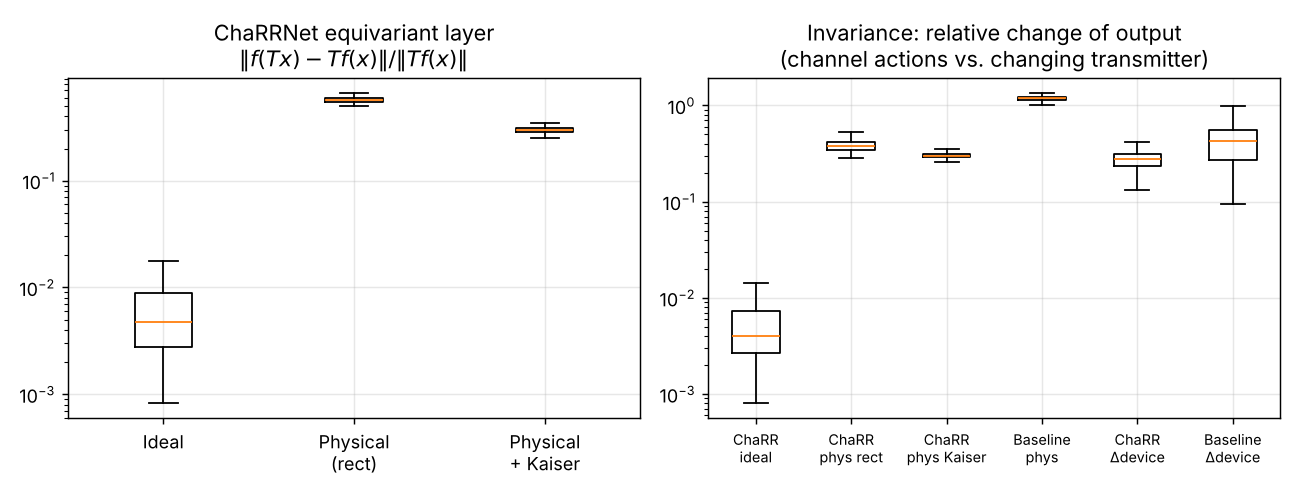 ChaRRNet equivariant layer
‖f(Tx) − Tf(x)‖/‖Tf(x)‖
10⁻¹
10⁻²
10⁻³
Ideal
Physical
(rect)
Physical
+ Kaiser
Invariance: relative change of output
(channel actions vs. changing transmitter)
10⁰
10⁻¹
10⁻²
10⁻³
ChaRR
ideal
ChaRR
phys rect
ChaRR
phys Kaiser
Baseline
phys
ChaRR
Δdevice
Baseline
Δdevice